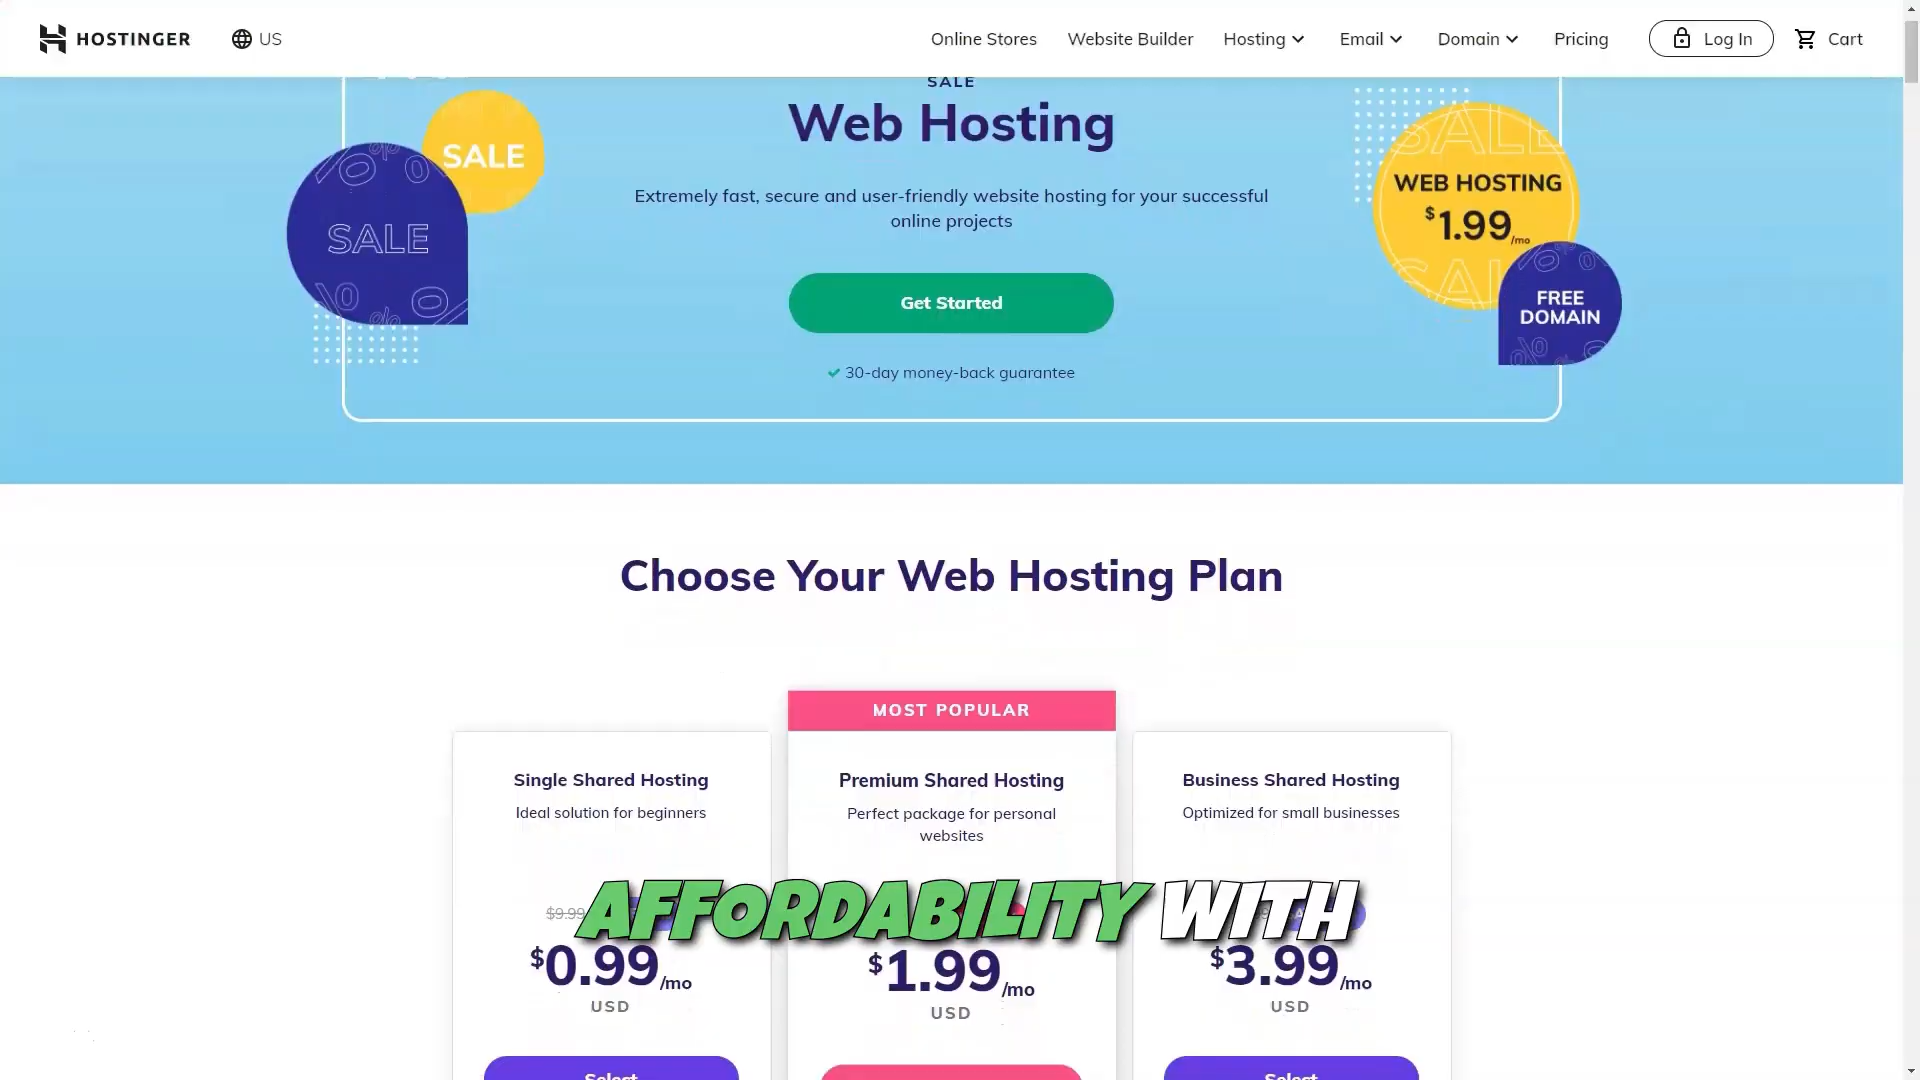 HOSTINGER
US
Online Stores
Website Builder
Hosting
Email
Domain
Pricing
Log In
Cart
SALE
Web Hosting
Extremely fast, secure and user-friendly website hosting for your successful
online projects
Get Started
30-day money-back guarantee
SALE
SALE
SALE
WEB HOSTING
$1.99/mo
SALE
FREE
DOMAIN
Choose Your Web Hosting Plan
MOST POPULAR
Single Shared Hosting
Ideal solution for beginners
$9.99
$0.99/mo
USD
Select
Premium Shared Hosting
Perfect package for personal
websites
$1.99/mo
USD
Business Shared Hosting
Optimized for small businesses
$3.99/mo
USD
Select
AFFORDABILITY WITH